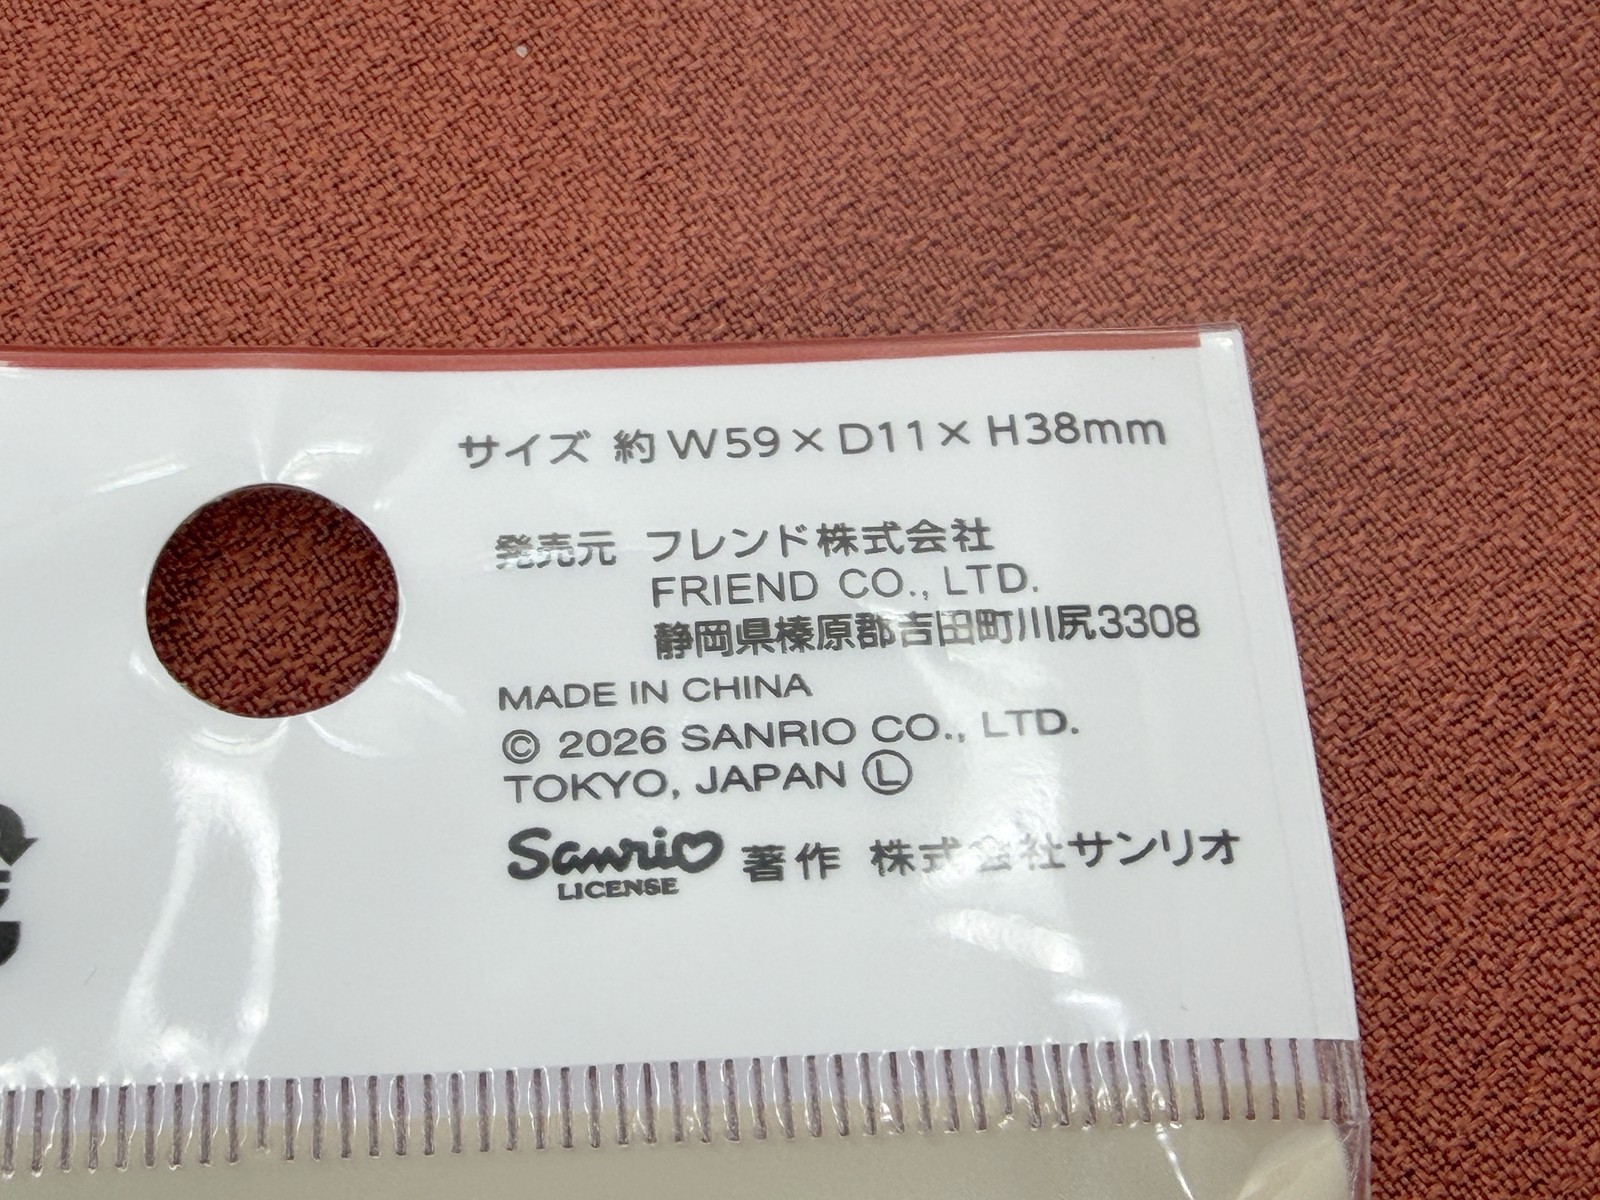 サイズ 約 W59×D11×H38mm
発売元 フレンド株式会社
FRIEND CO., LTD.
静岡県榛原郡吉田町川尻3308
MADE IN CHINA
© 2026 SANRIO CO., LTD.
TOKYO, JAPAN Ⓛ
Sanrio 著作 株式会社サンリオ
LICENSE